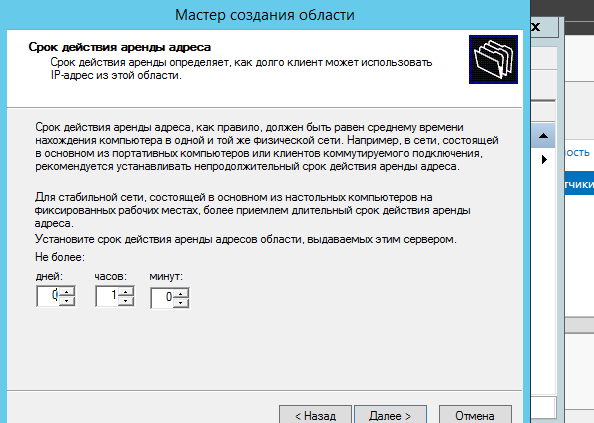 Мастер создания области
x
Срок действия аренды адреса
Срок действия аренды определяет, как долго клиент может использовать
IP-адрес из этой области.
Срок действия аренды адреса, как правило, должен быть равен среднему времени
нахождения компьютера в одной и той же физической сети. Например, в сети, состоящей
в основном из портативных компьютеров или клиентов коммутируемого подключения,
рекомендуется устанавливать непродолжительный срок действия аренды адреса.
ость
тчики
Для стабильной сети, состоящей в основном из настольных компьютеров на
фиксированных рабочих местах, более приемлем длительный срок действия аренды
адреса.
Установите срок действия аренды адресов области, выдаваемых этим сервером.
Не более:
дней: часов: минут:
0 1 0
< Назад Далее > Отмена